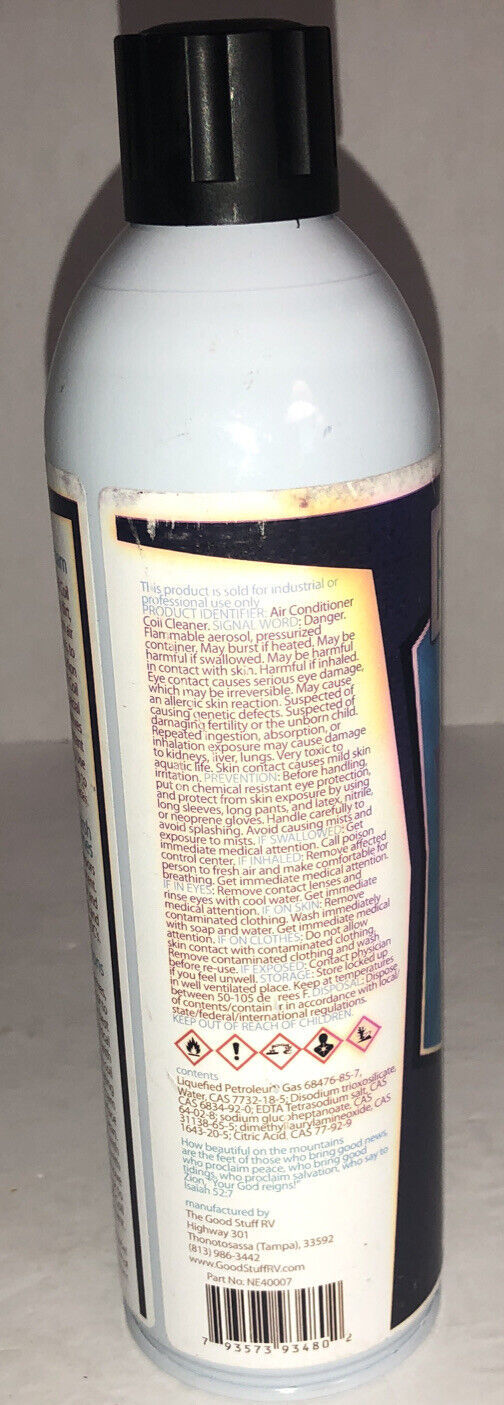 This product is sold for industrial or
professional use only
PRODUCT IDENTIFIER: Air Conditioner
Coil Cleaner. SIGNAL WORD: Danger.
Flammable aerosol, pressurized
container. May burst if heated. May be
harmful if swallowed. May be harmful
in contact with skin. Harmful if inhaled.
Eye contact causes serious eye damage,
which may be irreversible. May cause
an allergic skin reaction. Suspected of
causing genetic defects. Suspected of
damaging fertility or the unborn child.
Repeated ingestion, absorption, or
inhalation exposure may cause damage
to kidneys, liver, lungs. Very toxic to
aquatic life. Skin contact causes mild skin
irritation. PREVENTION: Before handling,
put on chemical resistant eye protection,
and protect from skin exposure by using
long sleeves, long pants, and latex, nitrile,
or neoprene gloves. Handle carefully to
avoid splashing. Avoid causing mists and
exposure to mists. IF SWALLOWED: Get
immediate medical attention. Call poison
control center. IF INHALED: Remove affected
person to fresh air and make comfortable for
breathing. Get immediate medical attention.
IF IN EYES: Remove contact lenses and
rinse eyes with cool water. Get immediate
medical attention. IF ON SKIN: Remove
contaminated clothing. Wash immediately
with soap and water. Get immediate medical
attention. IF ON CLOTHES: Do not allow
skin contact with contaminated clothing.
Remove contaminated clothing and wash
before re-use. IF EXPOSED: Contact physician
if you feel unwell. STORAGE: Store locked up
in well ventilated place. Keep at temperatures
between 50-105 de rees F. DISPOSAL: Dispose
of contents/contain r in accordance with local
state/federal/international regulations.
KEEP OUT OF REACH OF CHILDREN.
contents
Liquefied Petroleum Gas 68476-85-7,
Water, CAS 7732-18-5; Disodium trioxosilicate,
CAS 6834-92-0; EDTA Tetrasodium salt, CAS
64-02-8; sodium glucoheptanoate, CAS
31138-65-5; dimethyllaurylamineoxide, CAS
1643-20-5; Citric Acid, CAS 77-92-9
How beautiful on the mountains
are the feet of those who bring good news,
who proclaim peace, who bring good
tidings, who proclaim salvation, who say to
Zion, "Your God reigns!"
Isaiah 52:7
manufactured by
The Good Stuff RV
Highway 301
Thonotosassa (Tampa), 33592
(813) 986-3442
www.GoodStuffRV.com
Part No. NE40007
7 93573 93480 2